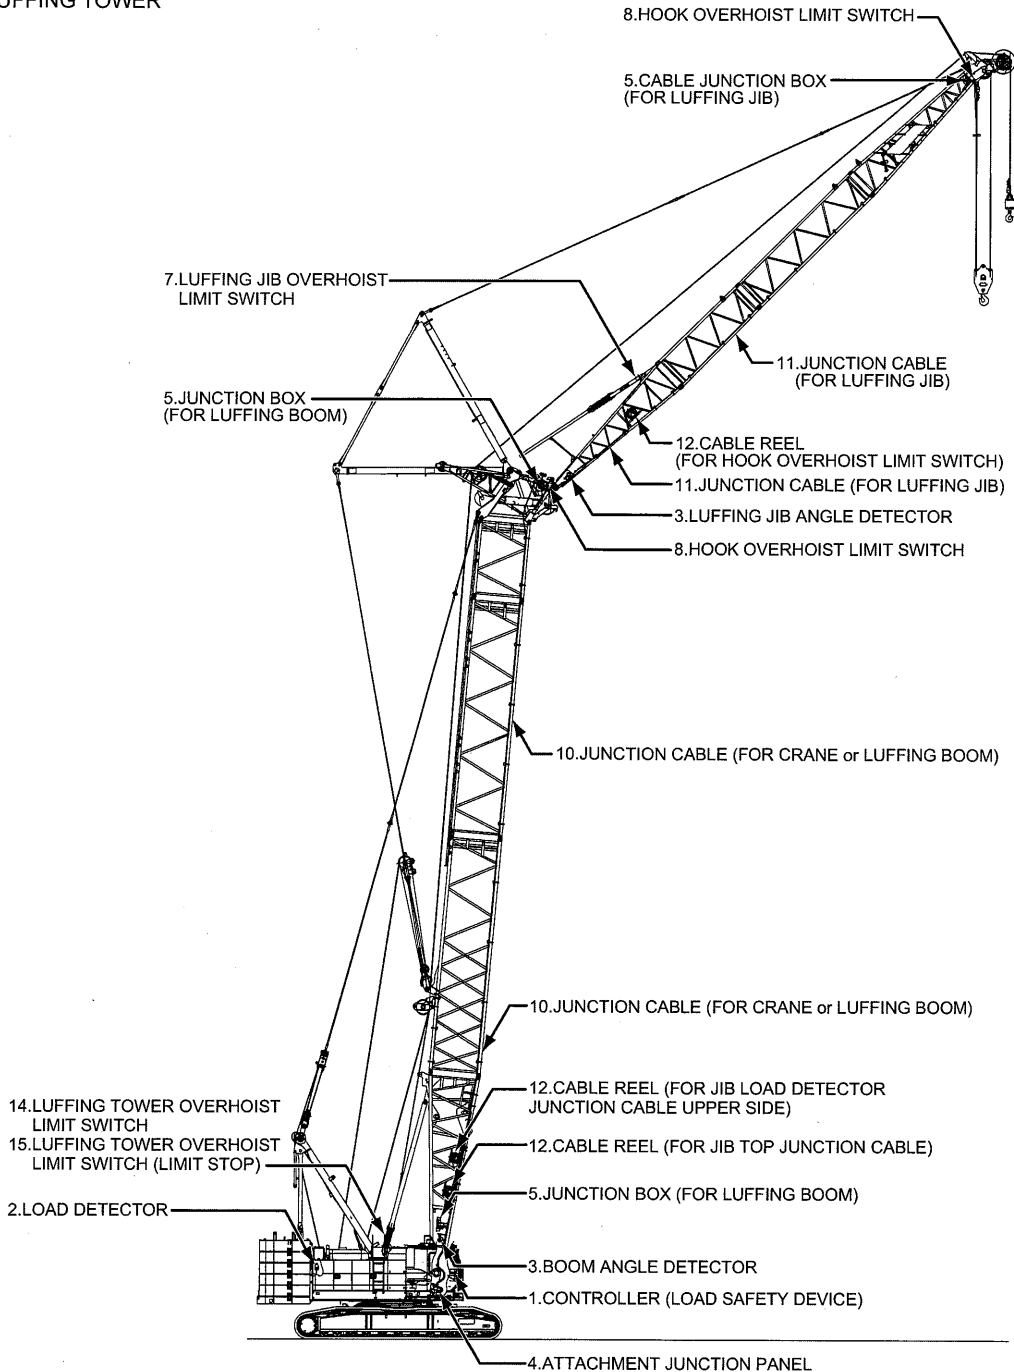 UFFING TOWER
8.HOOK OVERHOIST LIMIT SWITCH
5.CABLE JUNCTION BOX
(FOR LUFFING JIB)
7.LUFFING JIB OVERHOIST
LIMIT SWITCH
11.JUNCTION CABLE
(FOR LUFFING JIB)
5.JUNCTION BOX
(FOR LUFFING BOOM)
12.CABLE REEL
(FOR HOOK OVERHOIST LIMIT SWITCH)
11.JUNCTION CABLE (FOR LUFFING JIB)
3.LUFFING JIB ANGLE DETECTOR
8.HOOK OVERHOIST LIMIT SWITCH
10.JUNCTION CABLE (FOR CRANE or LUFFING BOOM)
10.JUNCTION CABLE (FOR CRANE or LUFFING BOOM)
12.CABLE REEL (FOR JIB LOAD DETECTOR
JUNCTION CABLE UPPER SIDE)
14.LUFFING TOWER OVERHOIST
LIMIT SWITCH
15.LUFFING TOWER OVERHOIST
LIMIT SWITCH (LIMIT STOP)
12.CABLE REEL (FOR JIB TOP JUNCTION CABLE)
5.JUNCTION BOX (FOR LUFFING BOOM)
2.LOAD DETECTOR
3.BOOM ANGLE DETECTOR
1.CONTROLLER (LOAD SAFETY DEVICE)
4.ATTACHMENT JUNCTION PANEL